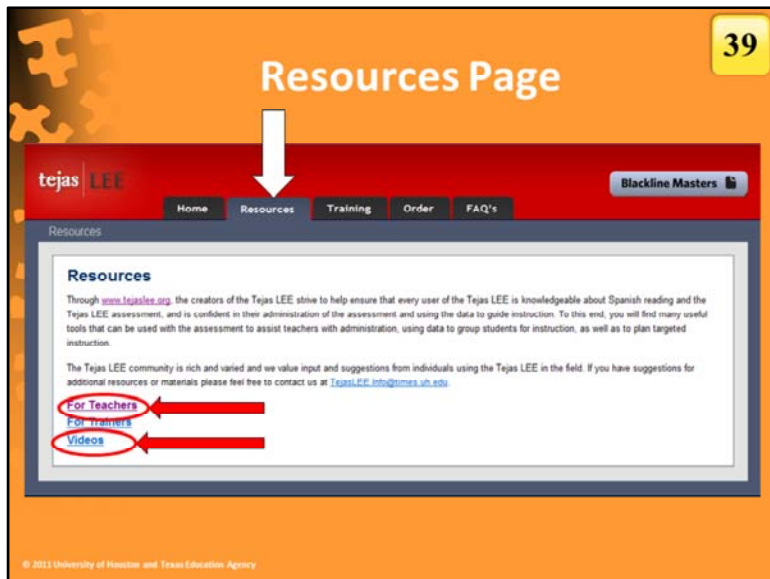 39
Resources Page
tejas LEE
Blackline Masters
Home Resources Training Order FAQ's
Resources
Resources
Through www.tejaslee.org, the creators of the Tejas LEE strive to help ensure that every user of the Tejas LEE is knowledgeable about Spanish reading and the
Tejas LEE assessment, and is confident in their administration of the assessment and using the data to guide instruction. To this end, you will find many useful
tools that can be used with the assessment to assist teachers with administration, using data to group students for instruction, as well as to plan targeted
instruction.
The Tejas LEE community is rich and varied and we value input and suggestions from individuals using the Tejas LEE in the field. If you have suggestions for
additional resources or materials please feel free to contact us at TejasLEE.Info@times.uh.edu.
For Teachers
For Trainers
Videos
© 2011 University of Houston and Texas Education Agency